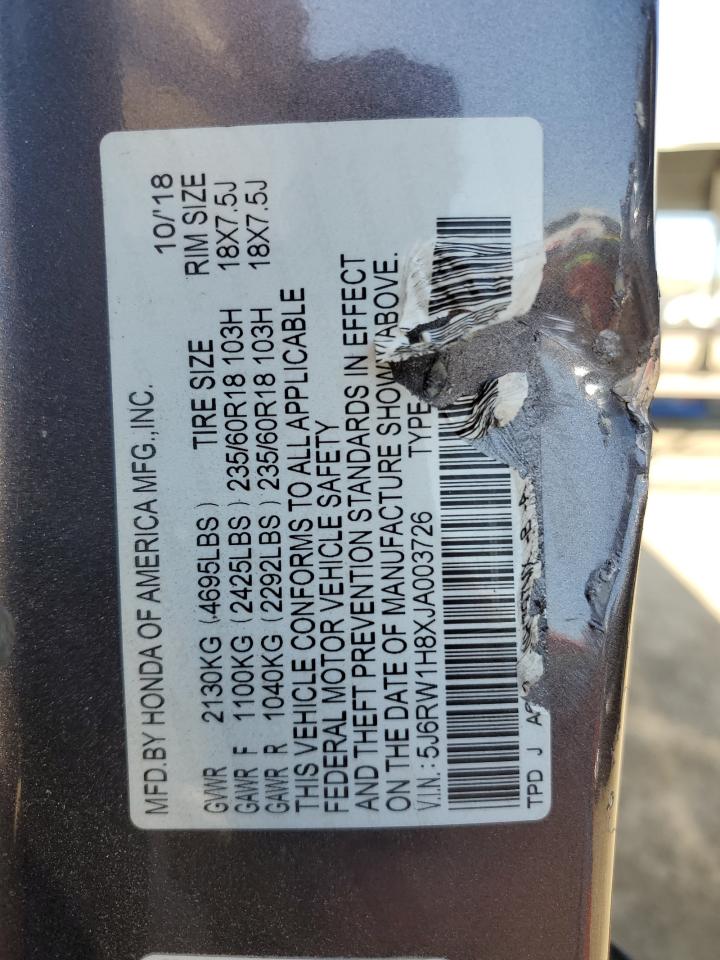 MFD.BY HONDA OF AMERICA MFG.,INC. 10/'18
GVWR 2130KG (4695LBS) TIRE SIZE RIM SIZE
GAWR F 1100KG (2425LBS) 235/60R18 103H 18X7.5J
GAWR R 1040KG (2292LBS) 235/60R18 103H 18X7.5J
THIS VEHICLE CONFORMS TO ALL APPLICABLE
FEDERAL MOTOR VEHICLE SAFETY
AND THEFT PREVENTION STANDARDS IN EFFECT
ON THE DATE OF MANUFACTURE SHOWN ABOVE.
V.I.N.: 5J6RW1H8XJA003726 TYPE
TPD J